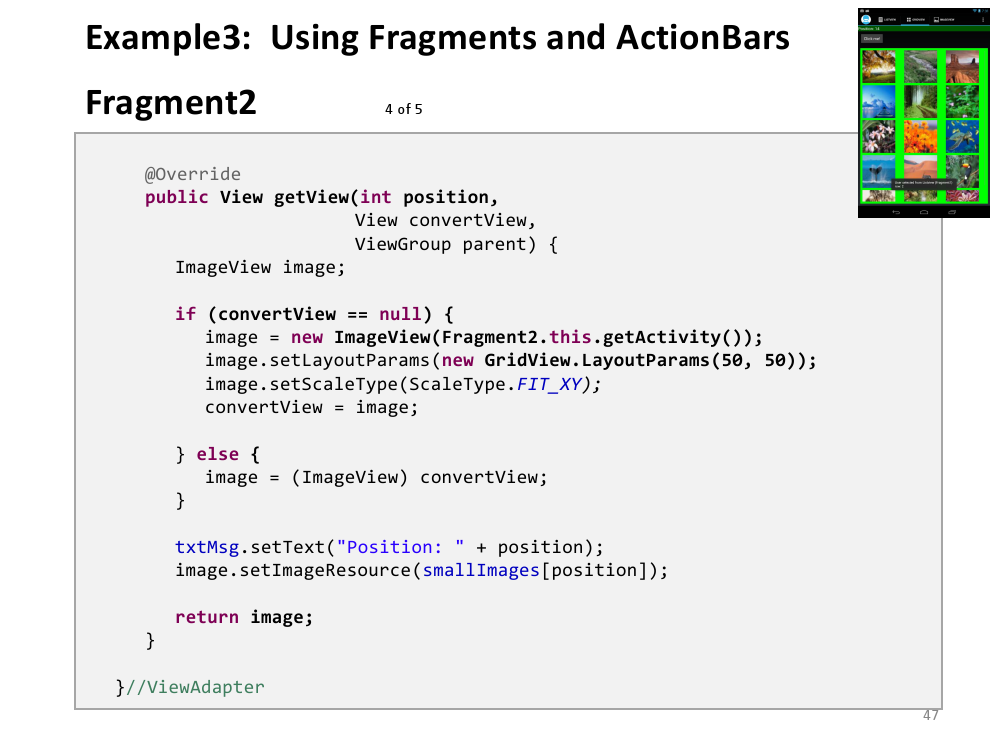 Example3: Using Fragments and ActionBars
Fragment2 4 of 5
@Override
public View getView(int position,
View convertView,
ViewGroup parent) {
ImageView image;
if (convertView == null) {
image = new ImageView(Fragment2.this.getActivity());
image.setLayoutParams(new GridView.LayoutParams(50, 50));
image.setScaleType(ScaleType.FIT_XY);
convertView = image;
} else {
image = (ImageView) convertView;
}
txtMsg.setText("Position: " + position);
image.setImageResource(smallImages[position]);
return image;
}
}//ViewAdapter
47